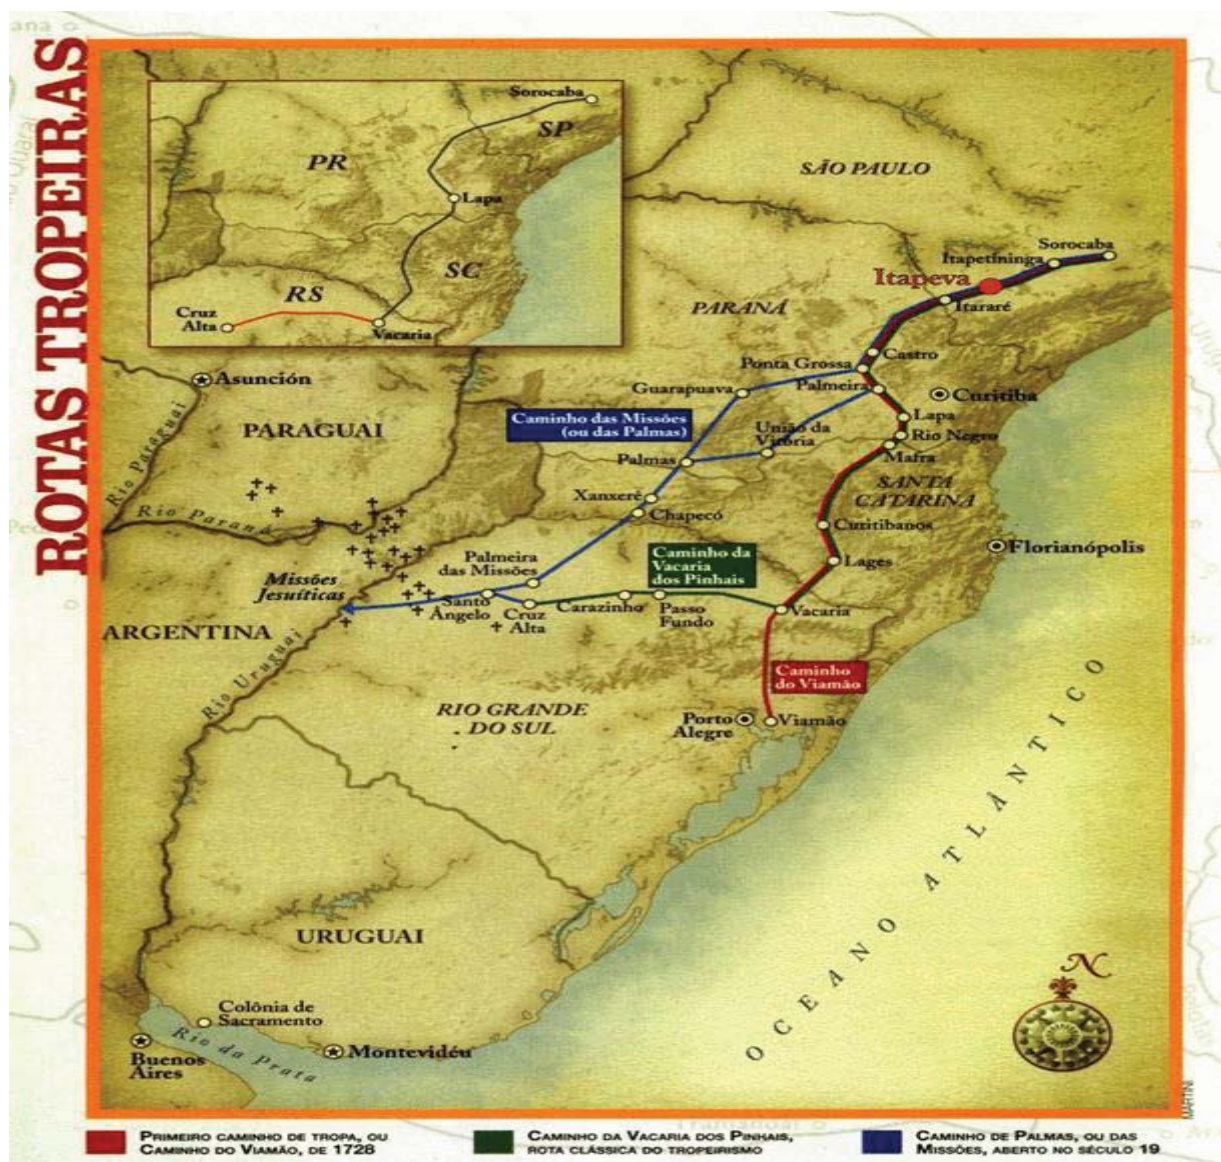 ROTAS TROPEIRAS
Sorocaba
SP
PR
Lapa
SC
RS
Cruz
Alta
Vacaria
SÃO PAULO
Sorocaba
Itapetininga
Itapeva
Itararé
PARANÁ
Castro
Ponta Grossa
Palmeira
Curitiba
Guarapuava
Lapa
Asunción
Caminho das Missões
(ou das Palmas)
União da
Vitória
Rio Negro
Mafra
PARAGUAI
Rio Paraguai
Palmas
SANTA
CATARINA
Xanxerê
Chapecó
Rio Paraná
Curitibanos
Florianópolis
Caminho da
Vacaria
dos Pinhais
Lages
Palmeira
das Missões
Missões
Jesuíticas
Santo
Ângelo
Cruz
Alta
Carazinho
Passo
Fundo
Vacaria
ARGENTINA
Rio Uruguai
Caminho
do Viamão
RIO GRANDE
DO SUL
Porto
Alegre
Viamão
OCEANO ATLÂNTICO
URUGUAI
N
Colônia de
Sacramento
Rio da Prata
Montevidéu
Buenos
Aires
MARTINI
PRIMEIRO CAMINHO DE TROPA, OU
CAMINHO DO VIAMÃO, DE 1728
CAMINHO DA VACARIA DOS PINHAIS,
ROTA CLÁSSICA DO TROPEIRISMO
CAMINHO DE PALMAS, OU DAS
MISSÕES, ABERTO NO SÉCULO 19